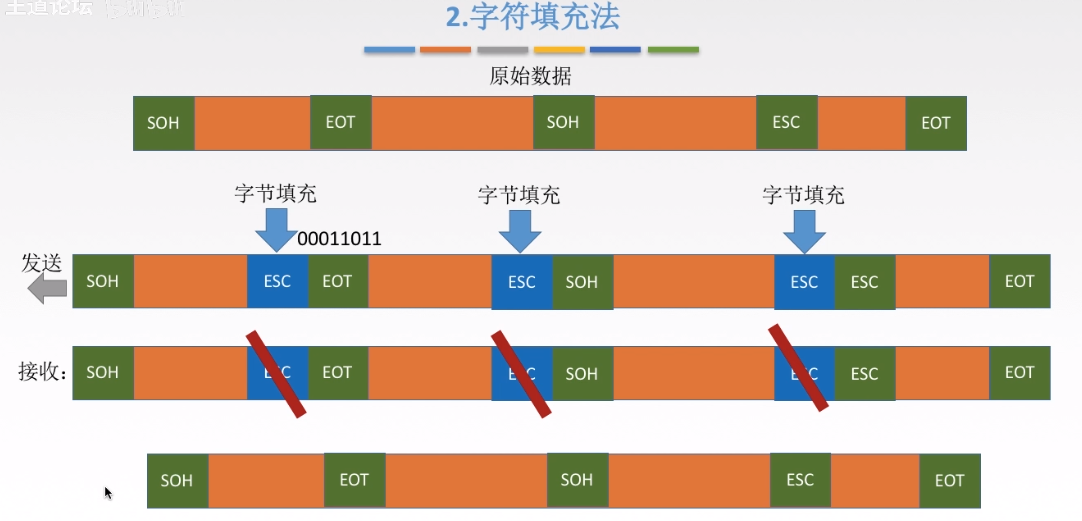 王道论坛
2.字符填充法
原始数据
SOH EOT SOH ESC EOT
字节填充 字节填充 字节填充
00011011
发送
SOH ESC EOT ESC SOH ESC ESC EOT
接收：
SOH ESC EOT ESC SOH ESC ESC EOT
SOH EOT SOH ESC EOT